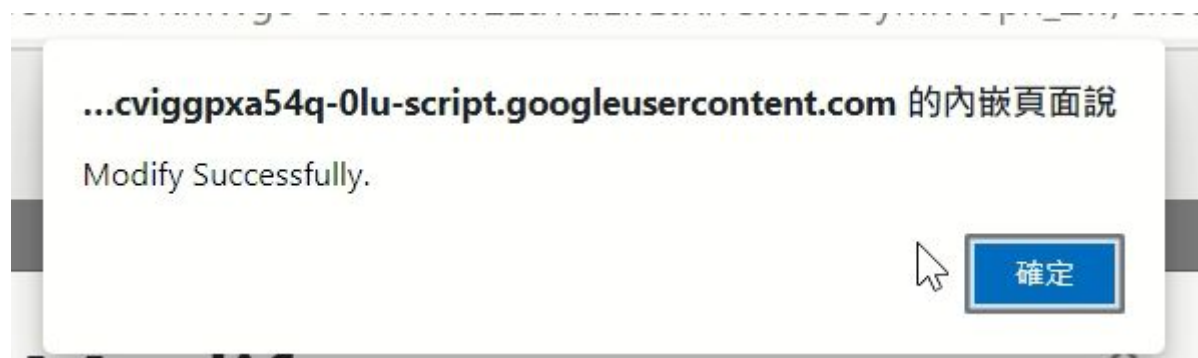 ...cviggpxa54q-0lu-script.googleusercontent.com 的內嵌頁面說
Modify Successfully.
確定